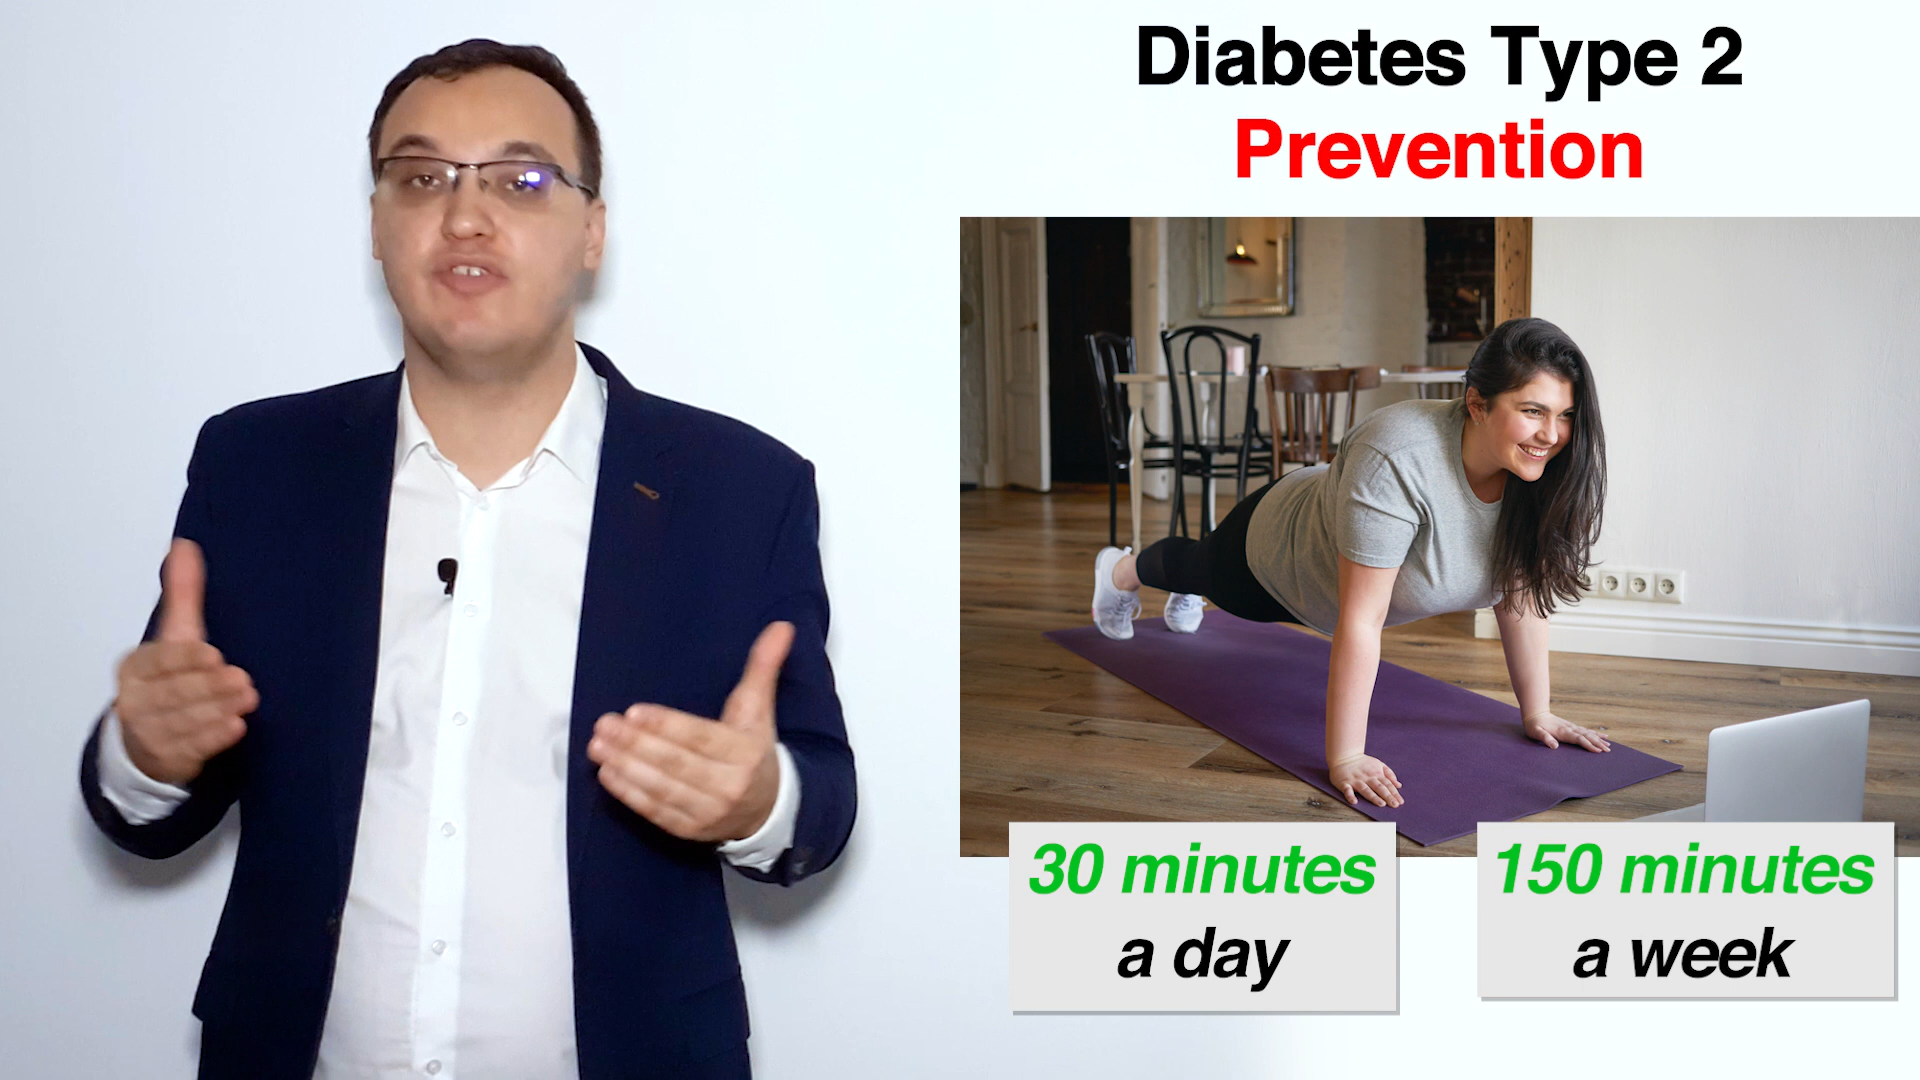 Diabetes Type 2
Prevention
30 minutes
a day
150 minutes
a week